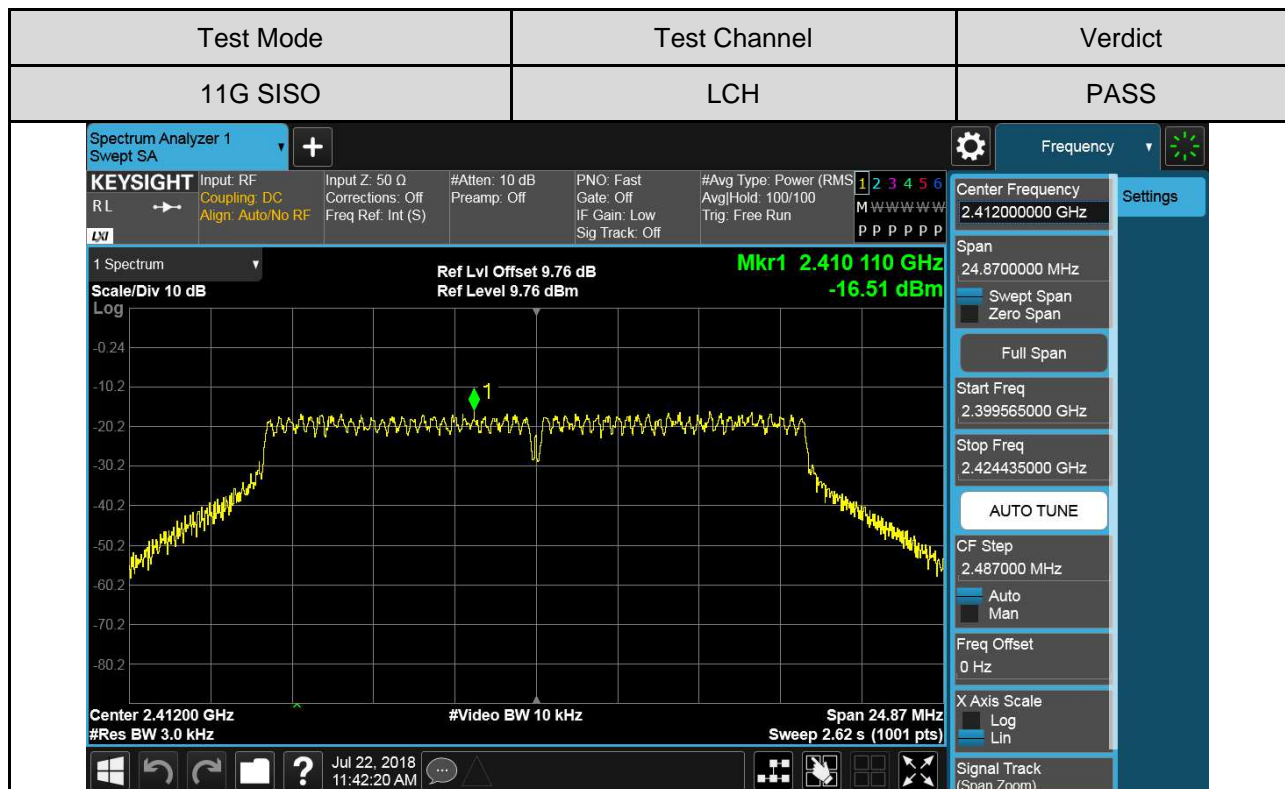 Test Mode Test Channel Verdict
11G SISO LCH PASS
Spectrum Analyzer 1
Swept SA
+
Frequency
KEYSIGHT Input: RF Input Z: 50 Ω #Atten: 10 dB PNO: Fast #Avg Type: Power (RMS 1 2 3 4 5 6
RL Coupling: DC Corrections: Off Preamp: Off Gate: Off Avg|Hold: 100/100 M W W W W W
Align: Auto/No RF Freq Ref: Int (S) IF Gain: Low Trig: Free Run
LXI Sig Track: Off P P P P P P
1 Spectrum
Scale/Div 10 dB
Ref Lvl Offset 9.76 dB
Ref Level 9.76 dBm
Mkr1 2.410 110 GHz
-16.51 dBm
Log
-0.24
-10.2
1
-20.2
-30.2
-40.2
-50.2
-60.2
-70.2
-80.2
Center 2.41200 GHz #Video BW 10 kHz Span 24.87 MHz
#Res BW 3.0 kHz Sweep 2.62 s (1001 pts)
? Jul 22, 2018
11:42:20 AM
Center Frequency
2.412000000 GHz
Settings
Span
24.8700000 MHz
Swept Span
Zero Span
Full Span
Start Freq
2.399565000 GHz
Stop Freq
2.424435000 GHz
AUTO TUNE
CF Step
2.487000 MHz
Auto
Man
Freq Offset
0 Hz
X Axis Scale
Log
Lin
Signal Track
(Span Zoom)